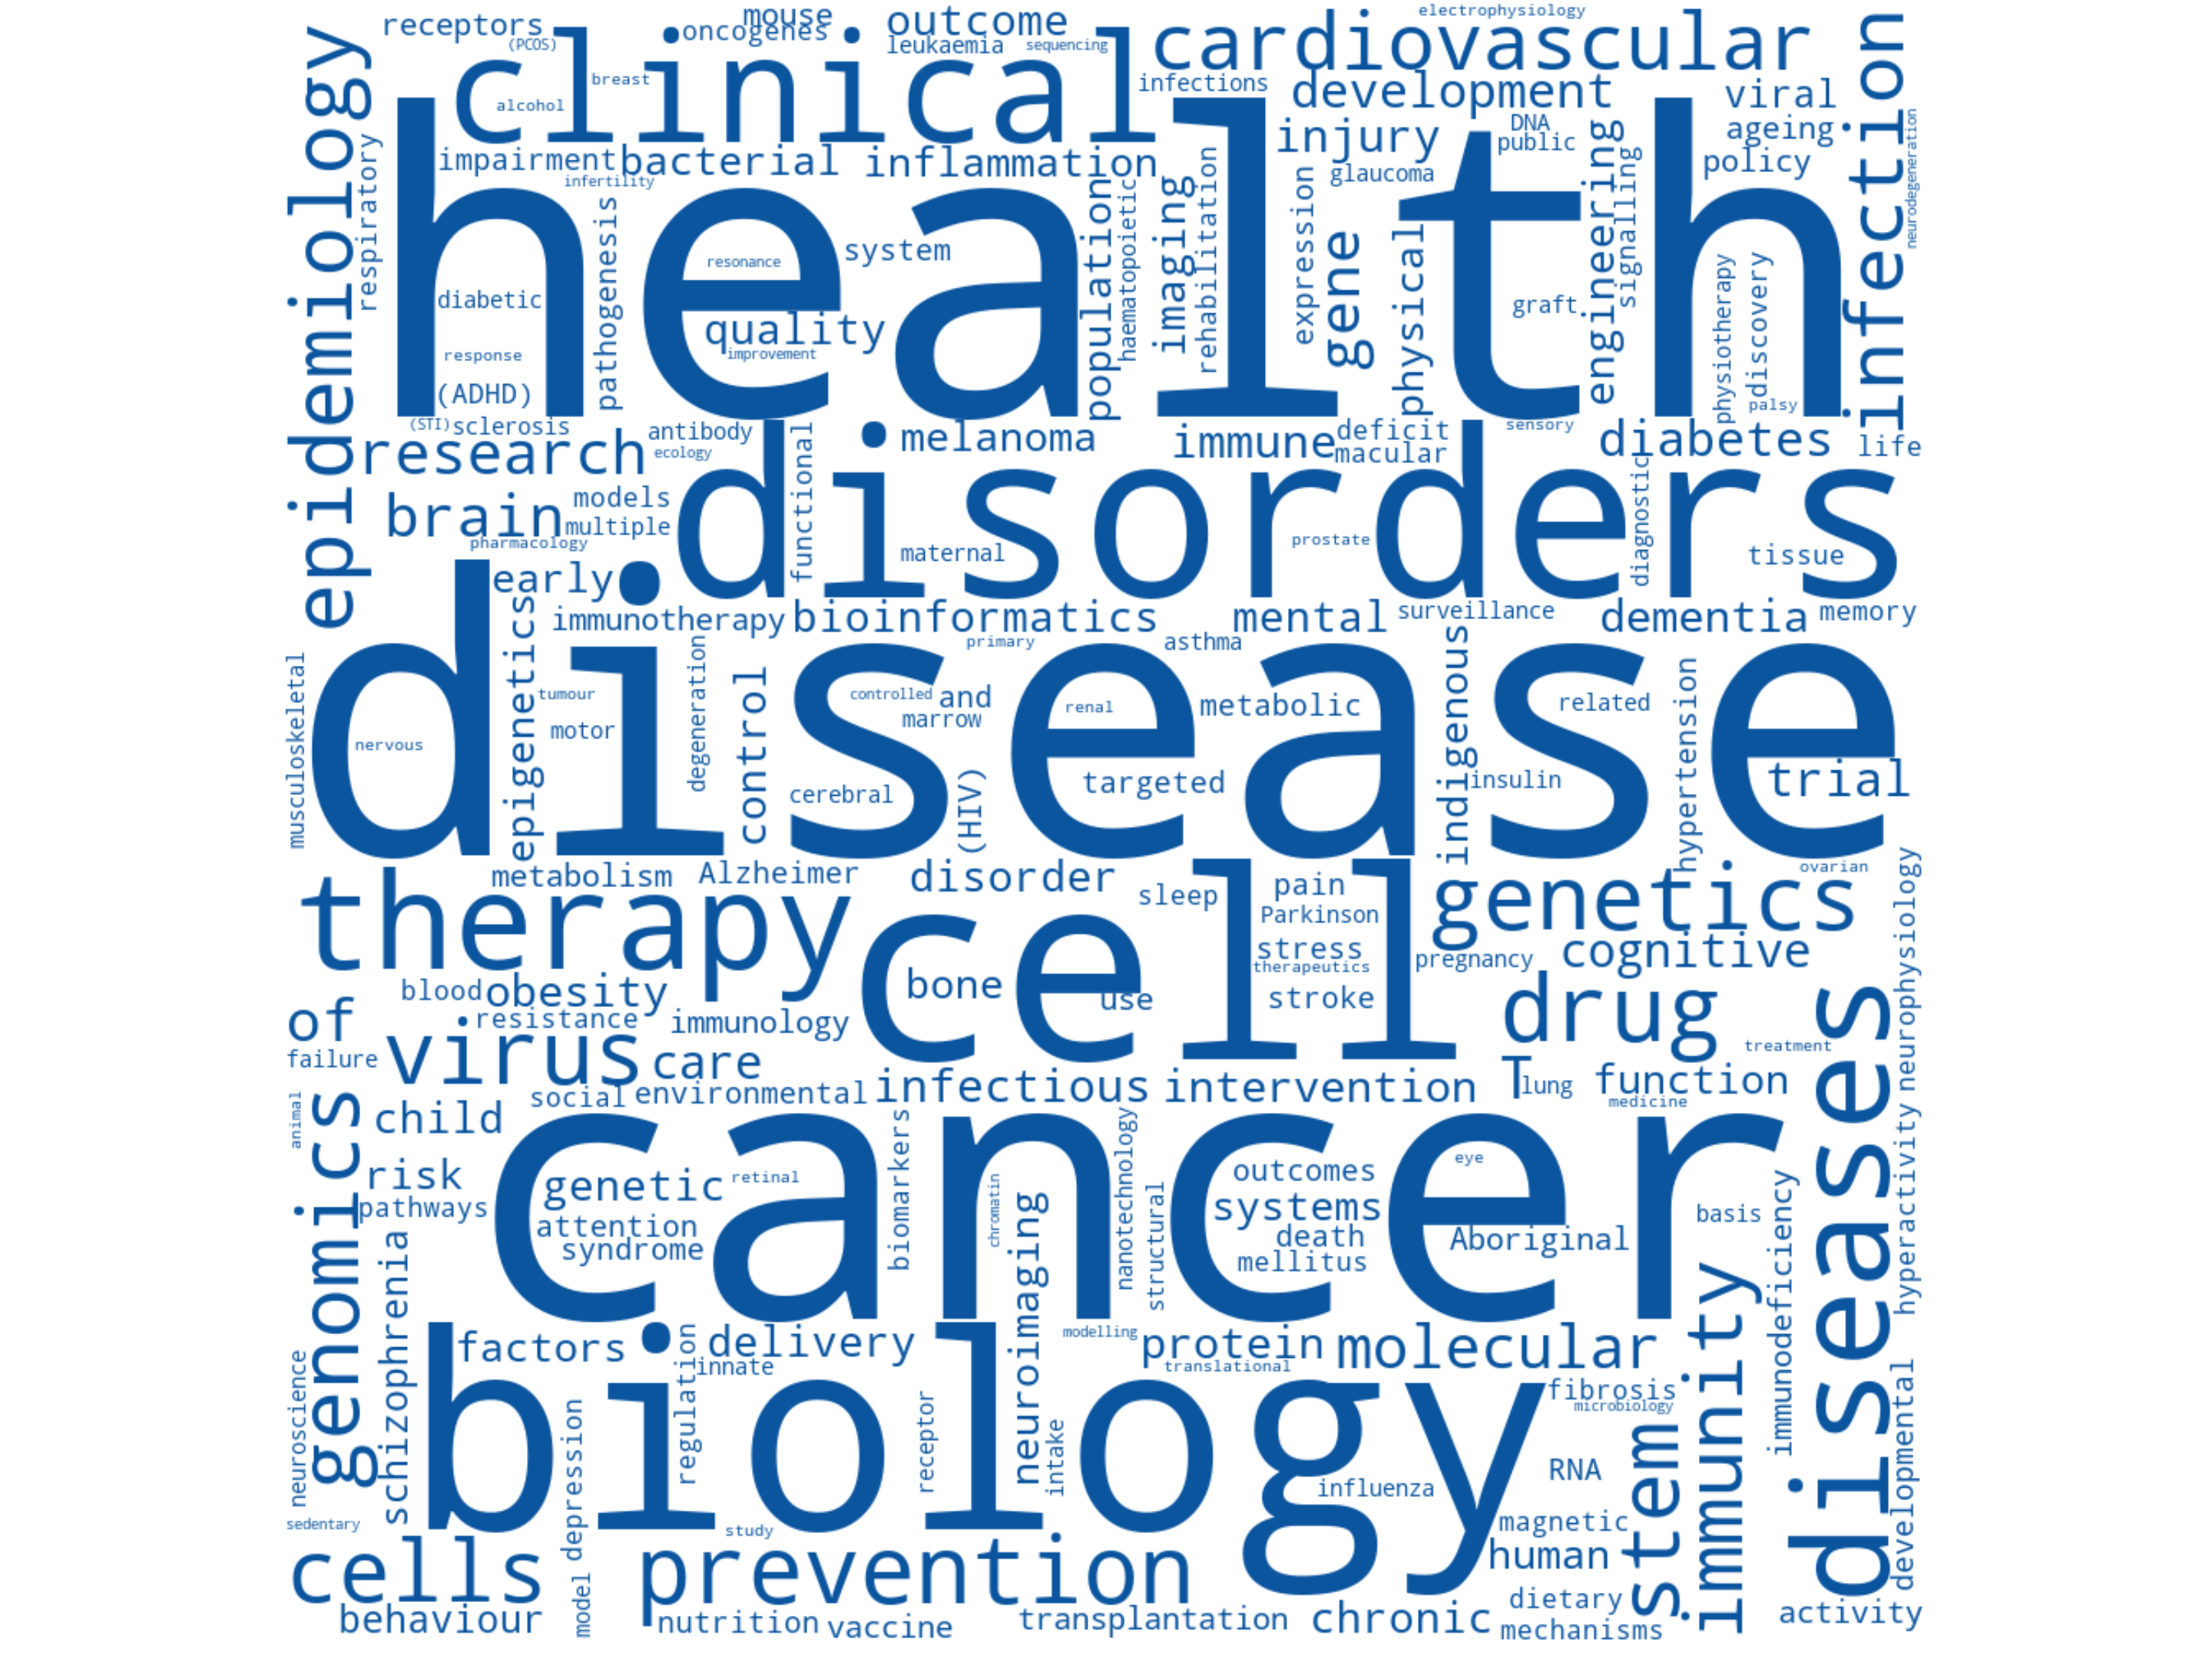 receptors
(PCOS)
mouse
oncogenes
outcome
leukaemia
sequencing
electrophysiology
cardiovascular
clinical
breast
alcohol
infections
development
viral
ageing
policy
infection
neurodegeneration
epidemiology
respiratory
impairment
bacterial
inflammation
infertility
injury
DNA
public
glaucoma
engineering
signalling
health
pathogenesis
system
resonance
quality
improvement
diabetic
response
(ADHD)
population
haematopoietic
imaging
rehabilitation
expression
gene
physical
graft
physiotherapy
discovery
palsy
(STI)
sclerosis
research
antibody
ecology
melanoma
immune
deficit
macular
sensory
diabetes
life
brain
models
multiple
pharmacology
functional
disorders
maternal
prostate
diagnostic
tissue
early
immunotherapy
bioinformatics
mental
surveillance
dementia
memory
primary
asthma
musculoskeletal
disease
nervous
epigenetics
tumour
motor
degeneration
control
controlled
and
marrow
renal
metabolic
indigenous
related
hypertension
cerebral
(HIV)
targeted
insulin
trial
metabolism
Alzheimer
disorder
sleep
pain
Parkinson
stress
therapeutics
stroke
genetics
ovarian
pregnancy
cognitive
neurophysiology
therapy
cell
bone
use
blood
obesity
resistance
immunology
of
failure
virus
care
drug
treatment
diseases
social
environmental
infectious
intervention
T
lung
function
medicine
animal
genomics
child
risk
pathways
schizophrenia
cancer
genetic
retinal
attention
syndrome
biomarkers
chromatin
neuroimaging
nanotechnology
structural
outcomes
systems
death
mellitus
eye
Aboriginal
basis
immunodeficiency
hyperactivity
factors
delivery
innate
regulation
modelling
protein
translational
molecular
immunity
neuroscience
biology
receptor
intake
influenza
fibrosis
microbiology
RNA
stem
developmental
sedentary
model
depression
study
magnetic
human
cells
behaviour
prevention
nutrition
vaccine
transplantation
chronic
dietary
mechanisms
activity